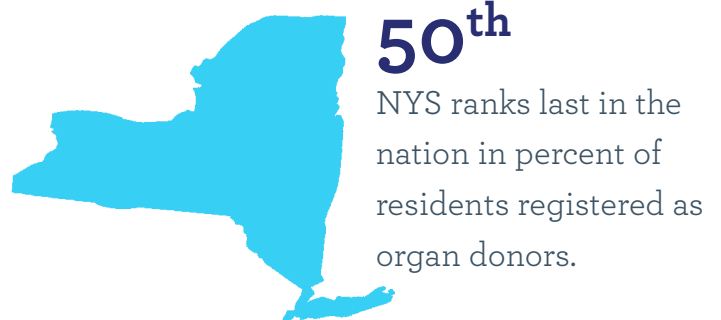 50th
NYS ranks last in the
nation in percent of
residents registered as
organ donors.